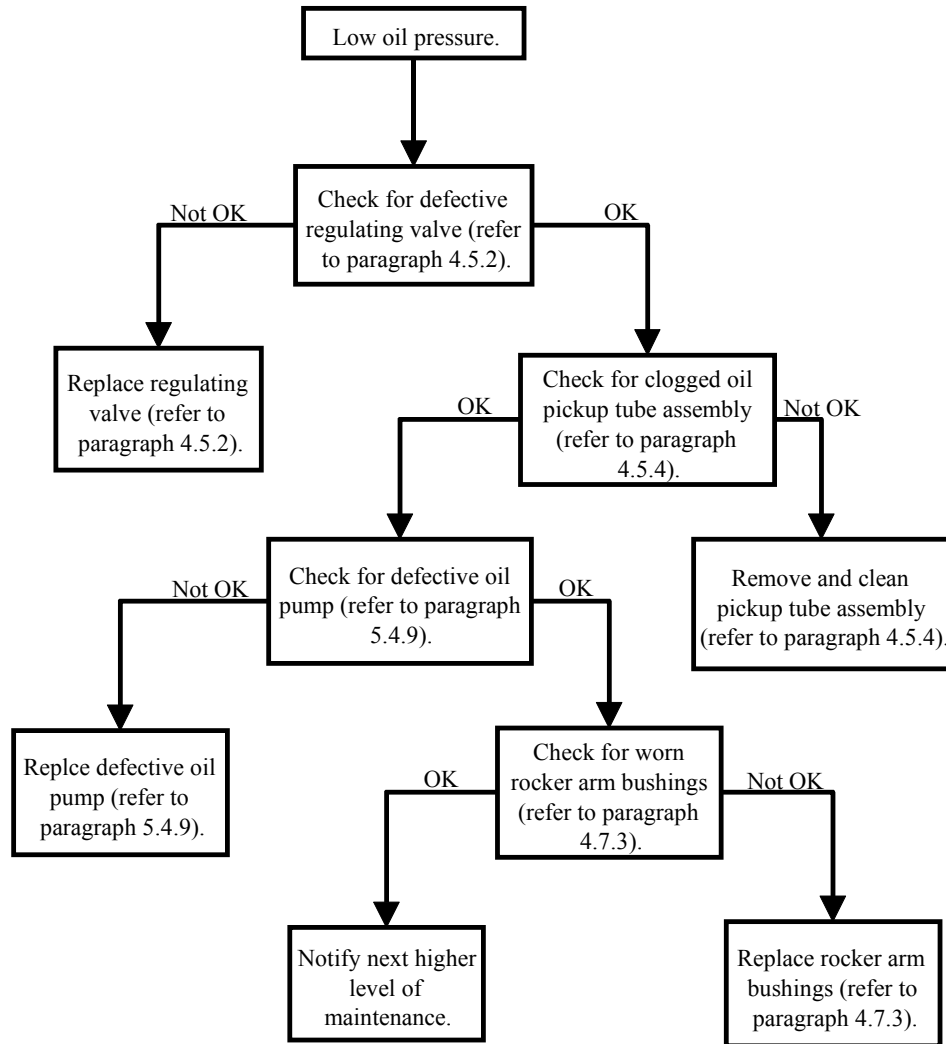 Low oil pressure.
Check for defective
regulating valve (refer
to paragraph 4.5.2).
Not OK
OK
Replace regulating
valve (refer to
paragraph 4.5.2).
Check for clogged oil
pickup tube assembly
(refer to paragraph
4.5.4).
OK
Not OK
Check for defective oil
pump (refer to paragraph
5.4.9).
Not OK
OK
Remove and clean
pickup tube assembly
(refer to paragraph 4.5.4).
Replce defective oil
pump (refer to
paragraph 5.4.9).
Check for worn
rocker arm bushings
(refer to paragraph
4.7.3).
OK
Not OK
Notify next higher
level of
maintenance.
Replace rocker arm
bushings (refer to
paragraph 4.7.3).